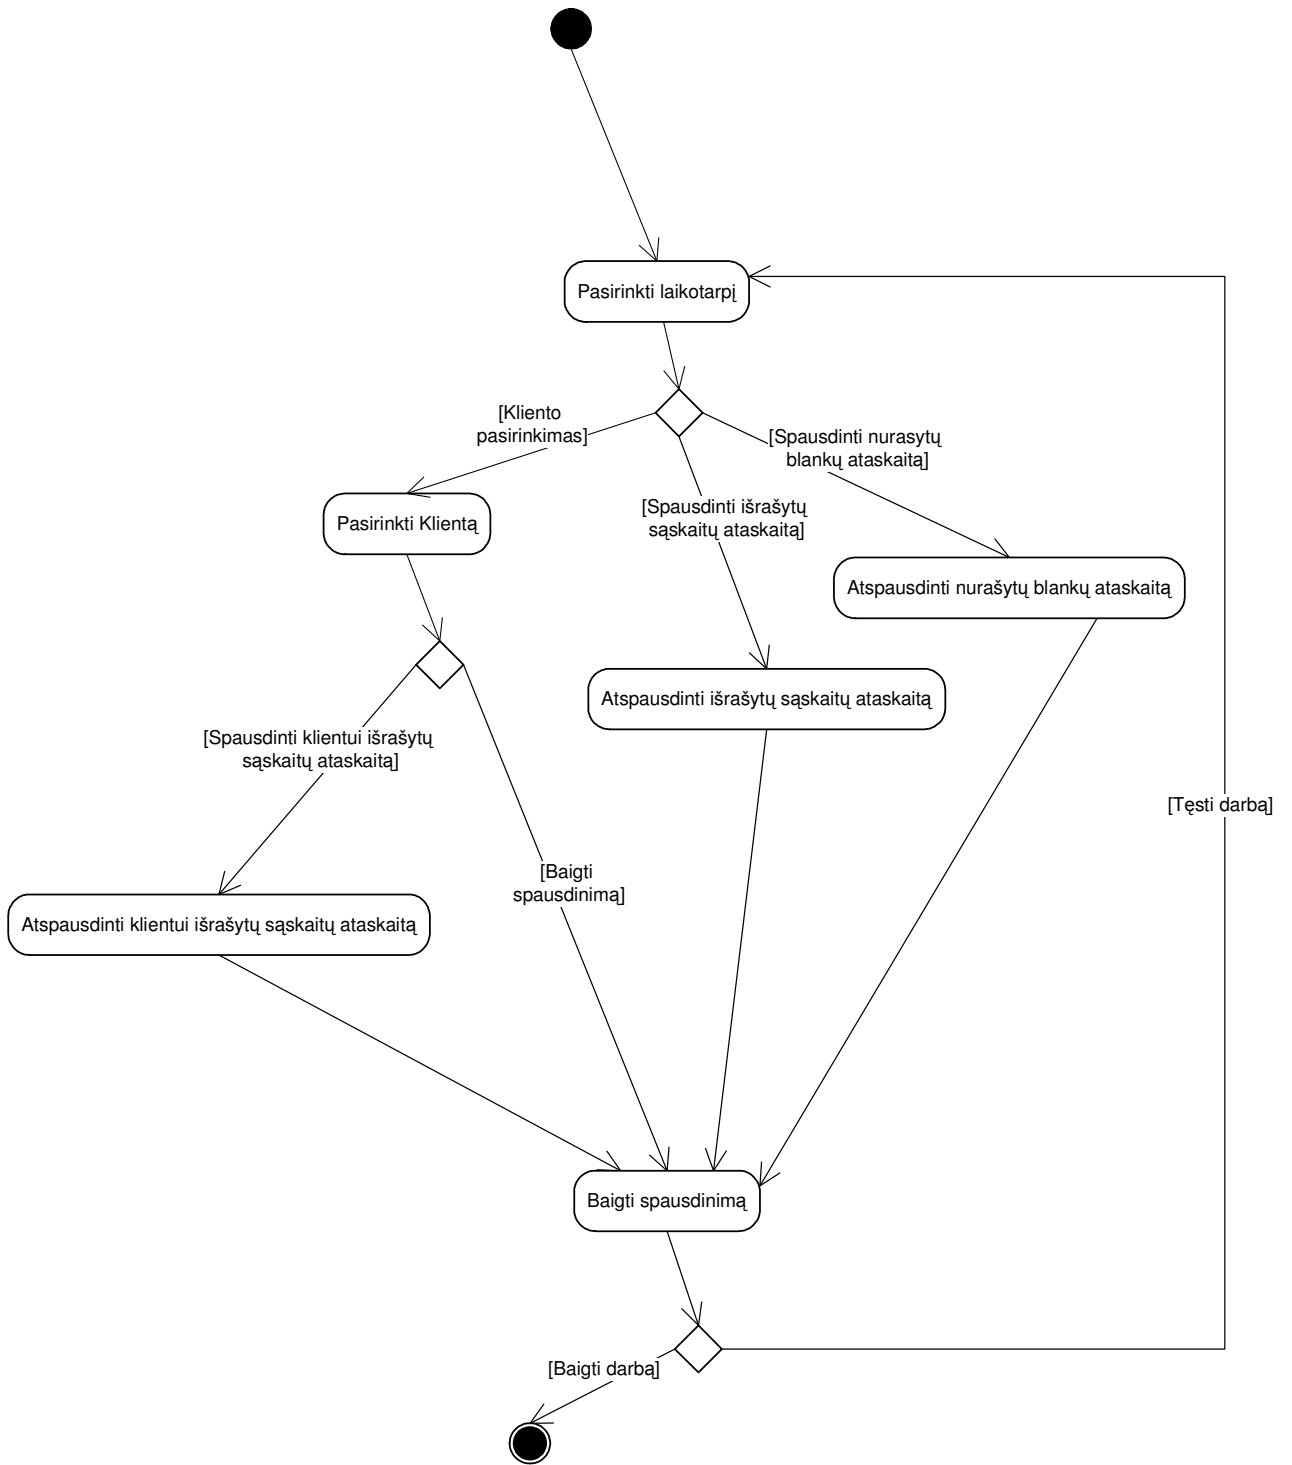 Pasirinkti laikotarpį
[Kliento
pasirinkimas]
[Spausdinti nurasytų
blankų ataskaitą]
[Spausdinti išrašytų
sąskaitų ataskaitą]
Pasirinkti Klientą
Atspausdinti nurašytų blankų ataskaitą
Atspausdinti išrašytų sąskaitų ataskaitą
[Spausdinti klientui išrašytų
sąskaitų ataskaitą]
[Tęsti darbą]
[Baigti
spausdinimą]
Atspausdinti klientui išrašytų sąskaitų ataskaitą
Baigti spausdinimą
[Baigti darbą]